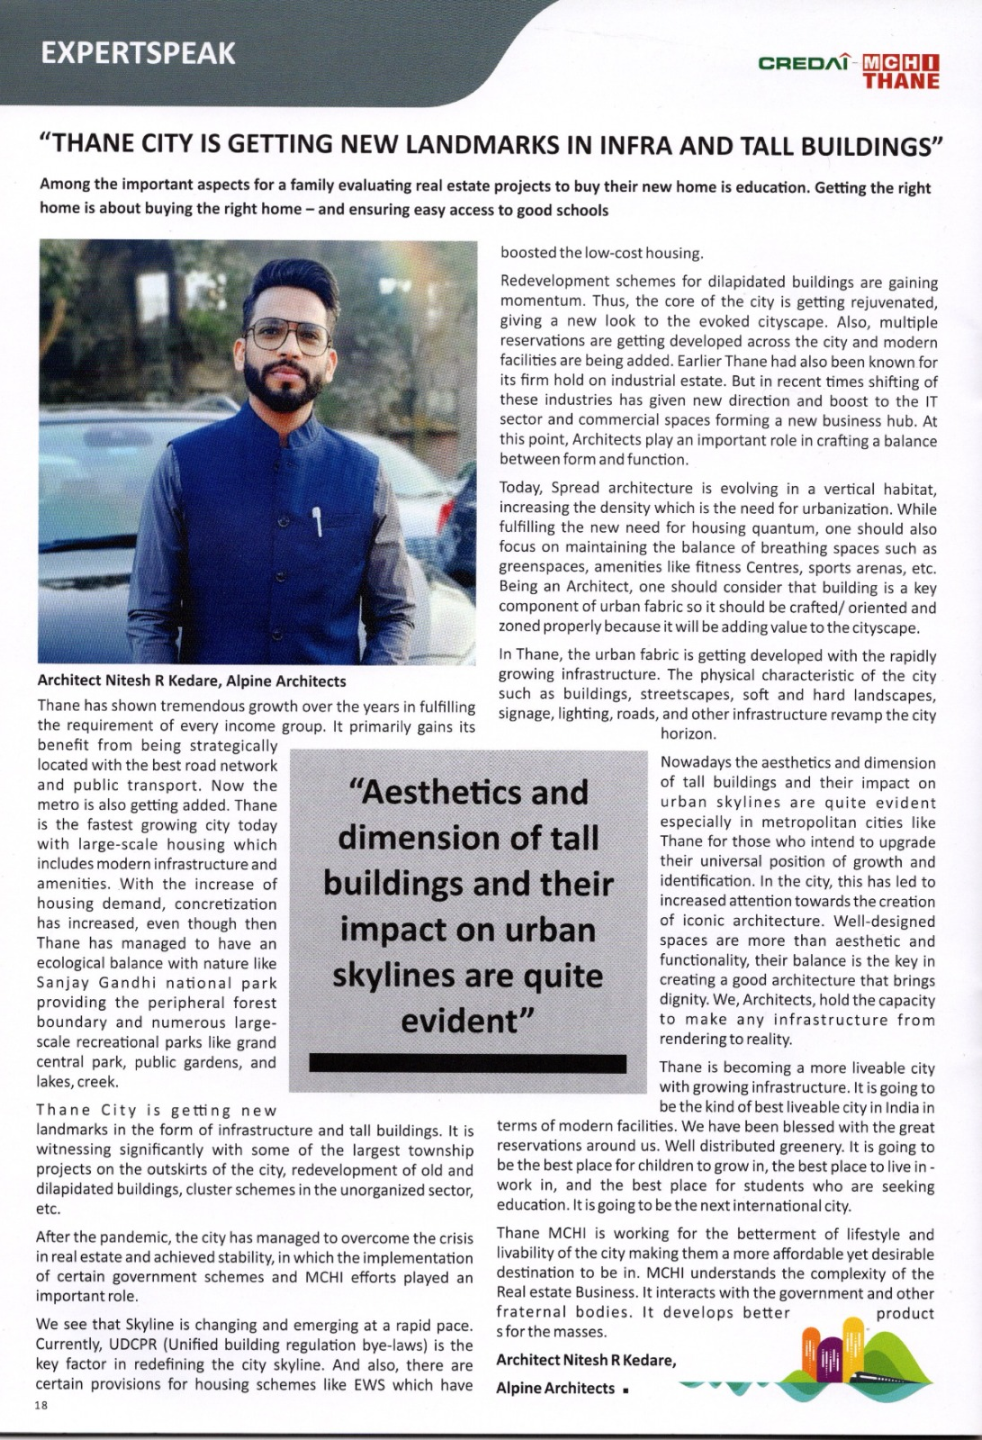 EXPERTSPEAK
CREDAI - MCHI
THANE
“THANE CITY IS GETTING NEW LANDMARKS IN INFRA AND TALL BUILDINGS”
Among the important aspects for a family evaluating real estate projects to buy their new home is education. Getting the right
home is about buying the right home – and ensuring easy access to good schools
Architect Nitesh R Kedare, Alpine Architects
Thane has shown tremendous growth over the years in fulfilling
the requirement of every income group. It primarily gains its
benefit from being strategically
located with the best road network
and public transport. Now the
metro is also getting added. Thane
is the fastest growing city today
with large-scale housing which
includes modern infrastructure and
amenities. With the increase of
housing demand, concretization
has increased, even though then
Thane has managed to have an
ecological balance with nature like
Sanjay Gandhi national park
providing the peripheral forest
boundary and numerous large-
scale recreational parks like grand
central park, public gardens, and
lakes, creek.
Thane City is getting new
landmarks in the form of infrastructure and tall buildings. It is
witnessing significantly with some of the largest township
projects on the outskirts of the city, redevelopment of old and
dilapidated buildings, cluster schemes in the unorganized sector,
etc.
After the pandemic, the city has managed to overcome the crisis
in real estate and achieved stability, in which the implementation
of certain government schemes and MCHI efforts played an
important role.
We see that Skyline is changing and emerging at a rapid pace.
Currently, UDCPR (Unified building regulation bye-laws) is the
key factor in redefining the city skyline. And also, there are
certain provisions for housing schemes like EWS which have
boosted the low-cost housing.
Redevelopment schemes for dilapidated buildings are gaining
momentum. Thus, the core of the city is getting rejuvenated,
giving a new look to the evoked cityscape. Also, multiple
reservations are getting developed across the city and modern
facilities are being added. Earlier Thane had also been known for
its firm hold on industrial estate. But in recent times shifting of
these industries has given new direction and boost to the IT
sector and commercial spaces forming a new business hub. At
this point, Architects play an important role in crafting a balance
between form and function.
Today, Spread architecture is evolving in a vertical habitat,
increasing the density which is the need for urbanization. While
fulfilling the new need for housing quantum, one should also
focus on maintaining the balance of breathing spaces such as
greenspaces, amenities like fitness Centres, sports arenas, etc.
Being an Architect, one should consider that building is a key
component of urban fabric so it should be crafted/ oriented and
zoned properly because it will be adding value to the cityscape.
In Thane, the urban fabric is getting developed with the rapidly
growing infrastructure. The physical characteristic of the city
such as buildings, streetscapes, soft and hard landscapes,
signage, lighting, roads, and other infrastructure revamp the city
horizon.
“Aesthetics and
dimension of tall
buildings and their
impact on urban
skylines are quite
evident”
Nowadays the aesthetics and dimension
of tall buildings and their impact on
urban skylines are quite evident
especially in metropolitan cities like
Thane for those who intend to upgrade
their universal position of growth and
identification. In the city, this has led to
increased attention towards the creation
of iconic architecture. Well-designed
spaces are more than aesthetic and
functionality, their balance is the key in
creating a good architecture that brings
dignity. We, Architects, hold the capacity
to make any infrastructure from
rendering to reality.
Thane is becoming a more liveable city
with growing infrastructure. It is going to
be the kind of best liveable city in India in
terms of modern facilities. We have been blessed with the great
reservations around us. Well distributed greenery. It is going to
be the best place for children to grow in, the best place to live in -
work in, and the best place for students who are seeking
education. It is going to be the next international city.
Thane MCHI is working for the betterment of lifestyle and
livability of the city making them a more affordable yet desirable
destination to be in. MCHI understands the complexity of the
Real estate Business. It interacts with the government and other
fraternal bodies. It develops better product
s for the masses.
Architect Nitesh R Kedare,
Alpine Architects ▪
18